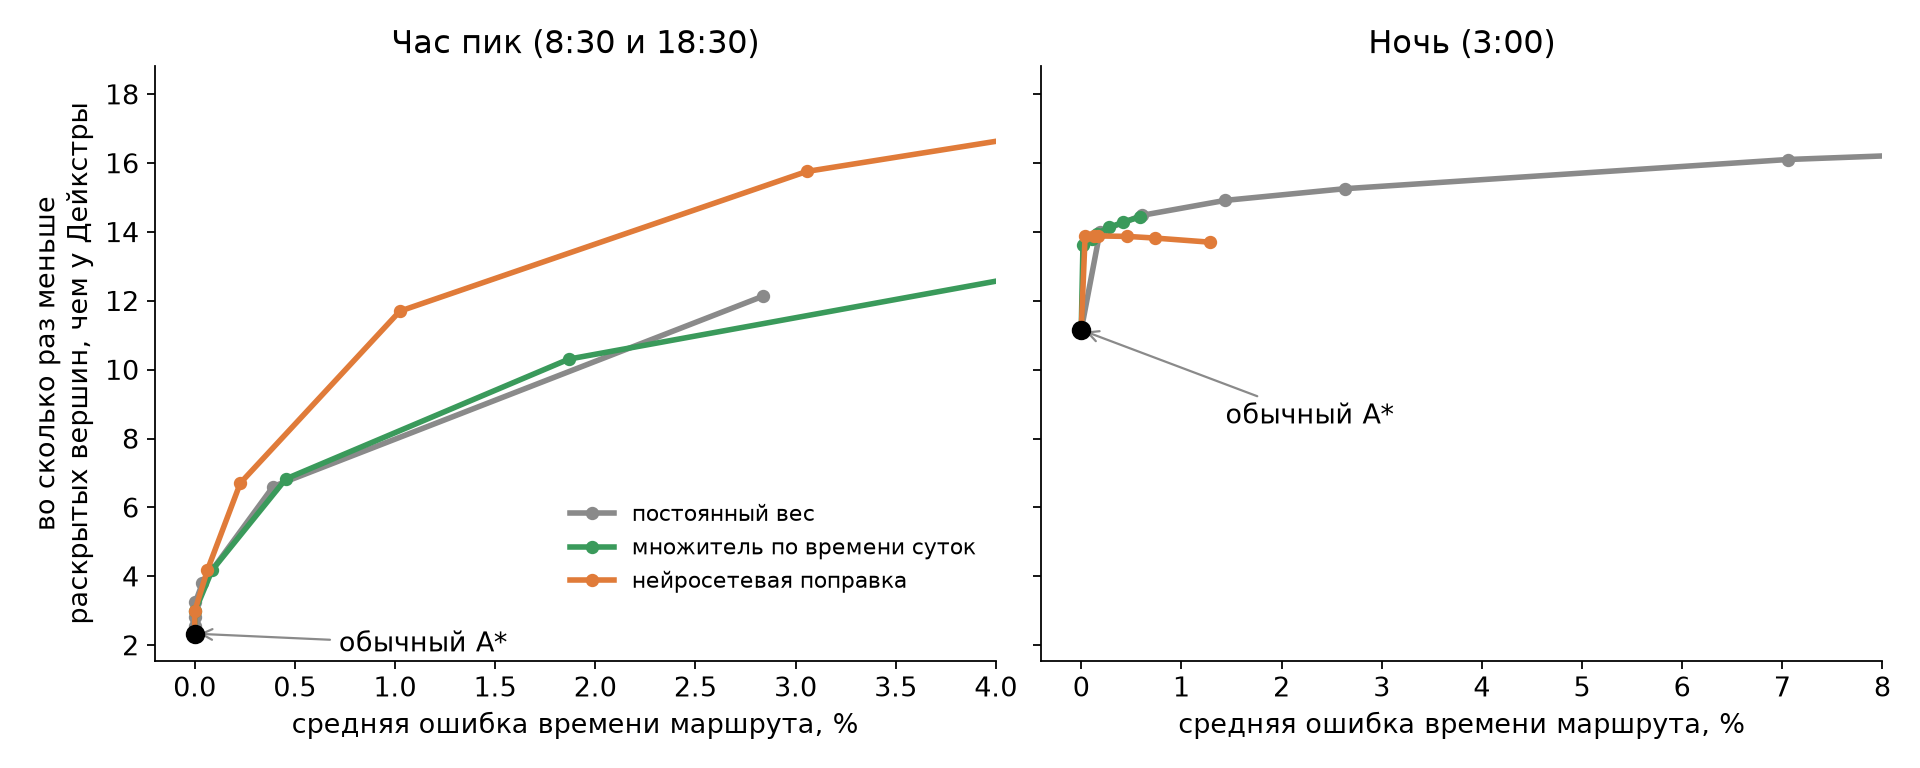 Час пик (8:30 и 18:30)
во сколько раз меньше
раскрытых вершин, чем у Дейкстры
18
16
14
12
10
8
6
4
2
постоянный вес
множитель по времени суток
нейросетевая поправка
обычный A*
0.0 0.5 1.0 1.5 2.0 2.5 3.0 3.5 4.0
средняя ошибка времени маршрута, %
Ночь (3:00)
обычный A*
0 1 2 3 4 5 6 7 8
средняя ошибка времени маршрута, %